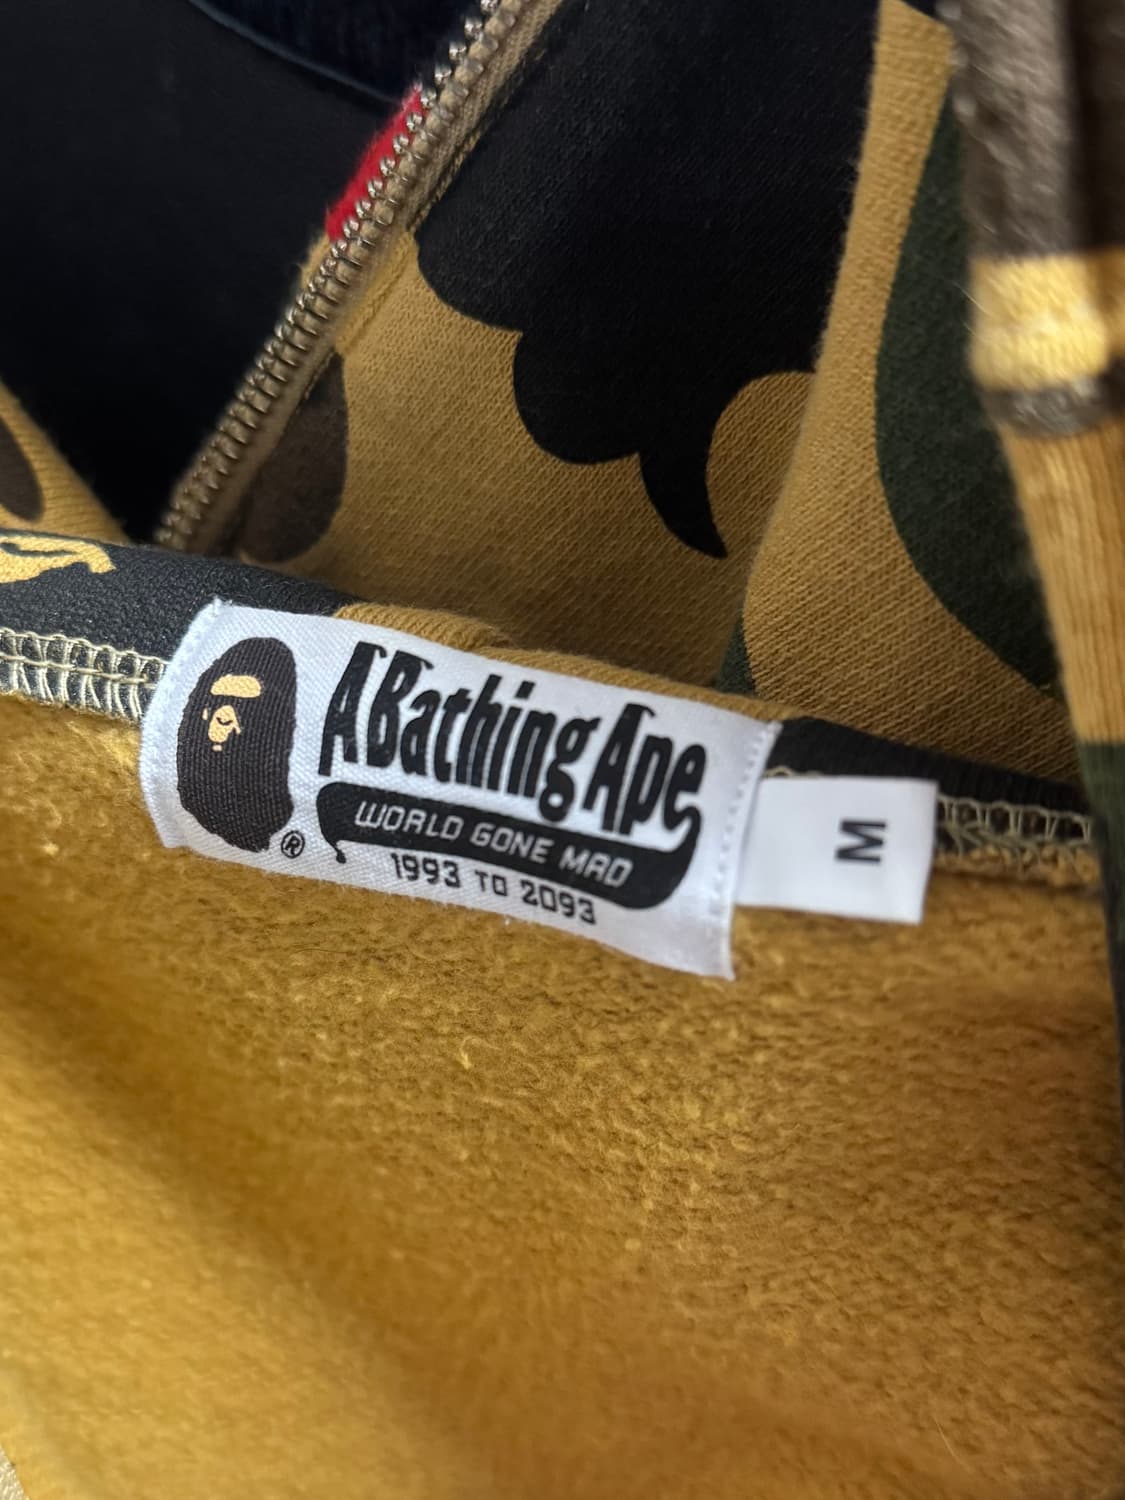 A Bathing Ape
WORLD GONE MAD
1993 TO 2093
®
M